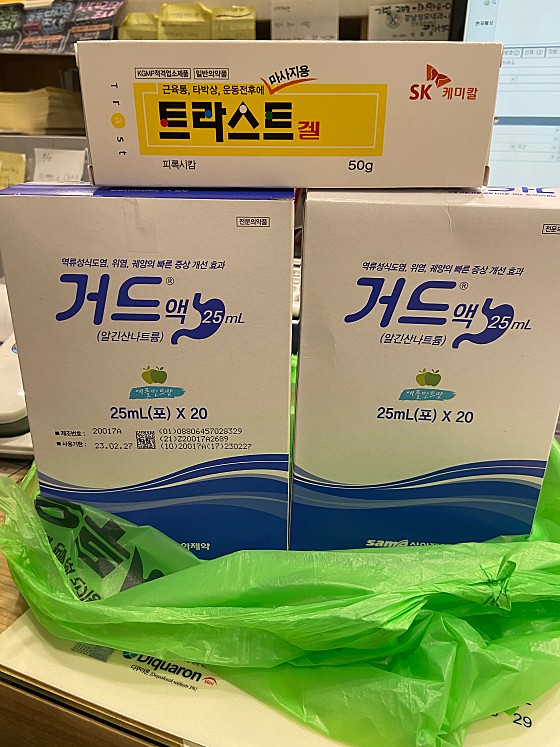 KGMP적격업소제품 일반의약품
근육통, 타박상, 운동전후에 마사지용
Trast
트라스트겔
피록시캄
50g
SK 케미칼
전문의약품
역류성식도염, 위염, 궤양의 빠른 증상 개선 효과
거드®액 25mL
(알긴산나트륨)
애플민트향
25mL(포) X 20
■ 제조번호 : 20017A
■ 사용기한 : 23.02.27
(01)08806457028329
(21)Z20017A2689
(10)20017A(17)230227
역류성식도염, 위염, 궤양의 빠른 증상 개선 효과
거드®액 25mL
(알긴산나트륨)
애플민트향
25mL(포) X 20
sama
Diquaron
(Diquafosol sodium 3%)
29